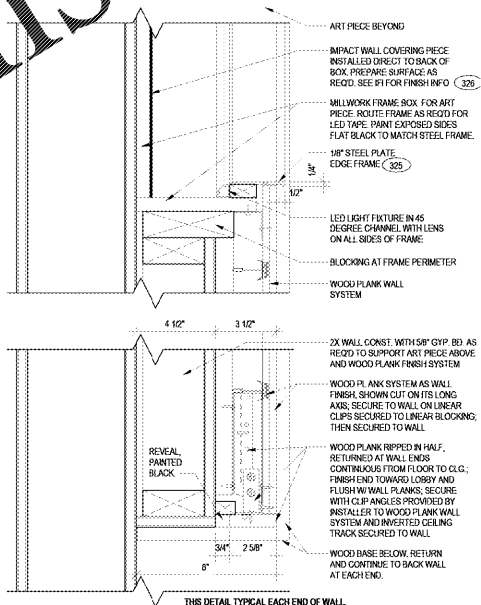 ART PIECE BEYOND
IMPACT WALL COVERING PIECE
INSTALLED DIRECT TO BACK OF
BOX. PREPARE SURFACE AS
REQ'D. SEE IFI FOR FINISH INFO 326
MILLWORK FRAME BOX FOR ART
PIECE. ROUTE FRAME AS REQ'D FOR
LED TAPE. PAINT EXPOSED SIDES
FLAT BLACK TO MATCH STEEL FRAME.
1/8" STEEL PLATE
EDGE FRAME 325
1/4"
1/2"
LED LIGHT FIXTURE IN 45
DEGREE CHANNEL WITH LENS
ON ALL SIDES OF FRAME
BLOCKING AT FRAME PERIMETER
WOOD PLANK WALL
SYSTEM
4 1/2" 3 1/2"
2X WALL CONST. WITH 5/8" GYP. BD. AS
REQ'D TO SUPPORT ART PIECE ABOVE
AND WOOD PLANK FINISH SYSTEM
WOOD PLANK SYSTEM AS WALL
FINISH, SHOWN CUT ON ITS LONG
AXIS; SECURE TO WALL ON LINEAR
CLIPS SECURED TO LINEAR BLOCKING;
THEN SECURED TO WALL
REVEAL,
PAINTED
BLACK
WOOD PLANK RIPPED IN HALF,
RETURNED AT WALL ENDS
CONTINUOUS FROM FLOOR TO CLG.;
FINISH END TOWARD LOBBY AND
FLUSH W/ WALL PLANKS; SECURE
WITH CLIP ANGLES PROVIDED BY
INSTALLER TO WOOD PLANK WALL
SYSTEM AND INVERTED CEILING
TRACK SECURED TO WALL
3/4" 2 5/8"
8"
WOOD BASE BELOW. RETURN
AND CONTINUE TO BACK WALL
AT EACH END.
THIS DETAIL TYPICAL EACH END OF WALL